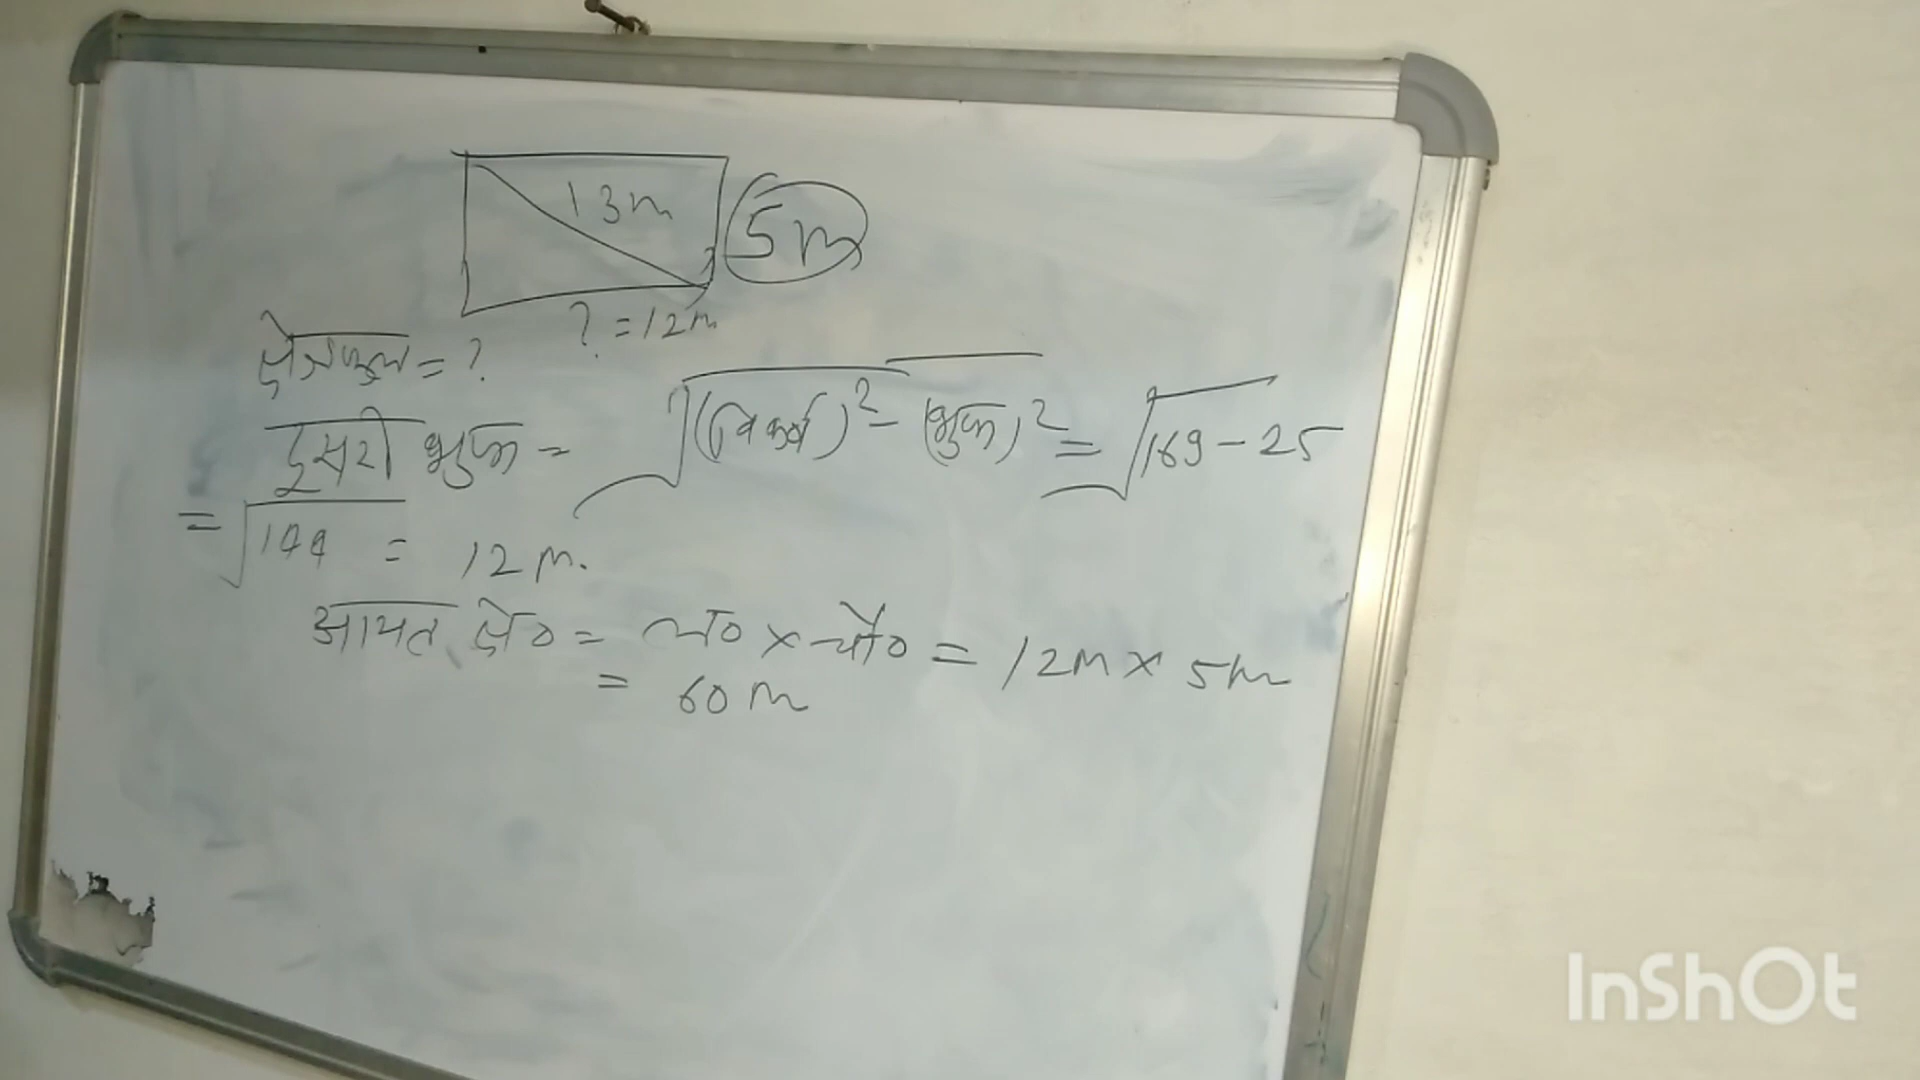 13m
5m
? = 12m
क्षेत्रफल = ?
दूसरी भुजा = √(विकर्ण)² - (भुजा)² = √169 - 25
= √144 = 12 m.
आयत क्षे० = ल० × चौ० = 12m × 5m
= 60 m
InShOt